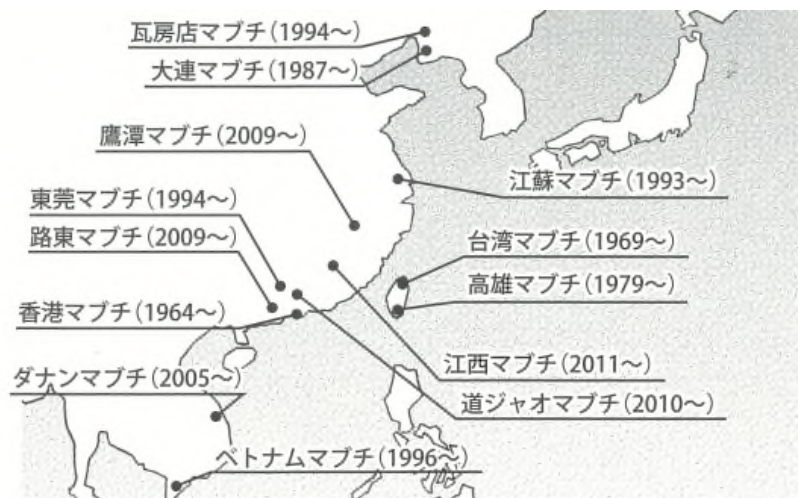 瓦房店マブチ(1994〜)
大連マブチ(1987〜)
鷹潭マブチ(2009〜)
江蘇マブチ(1993〜)
東莞マブチ(1994〜)
路東マブチ(2009〜)
台湾マブチ(1969〜)
高雄マブチ(1979〜)
香港マブチ(1964〜)
江西マブチ(2011〜)
ダナンマブチ(2005〜)
道ジャオマブチ(2010〜)
ベトナムマブチ(1996〜)